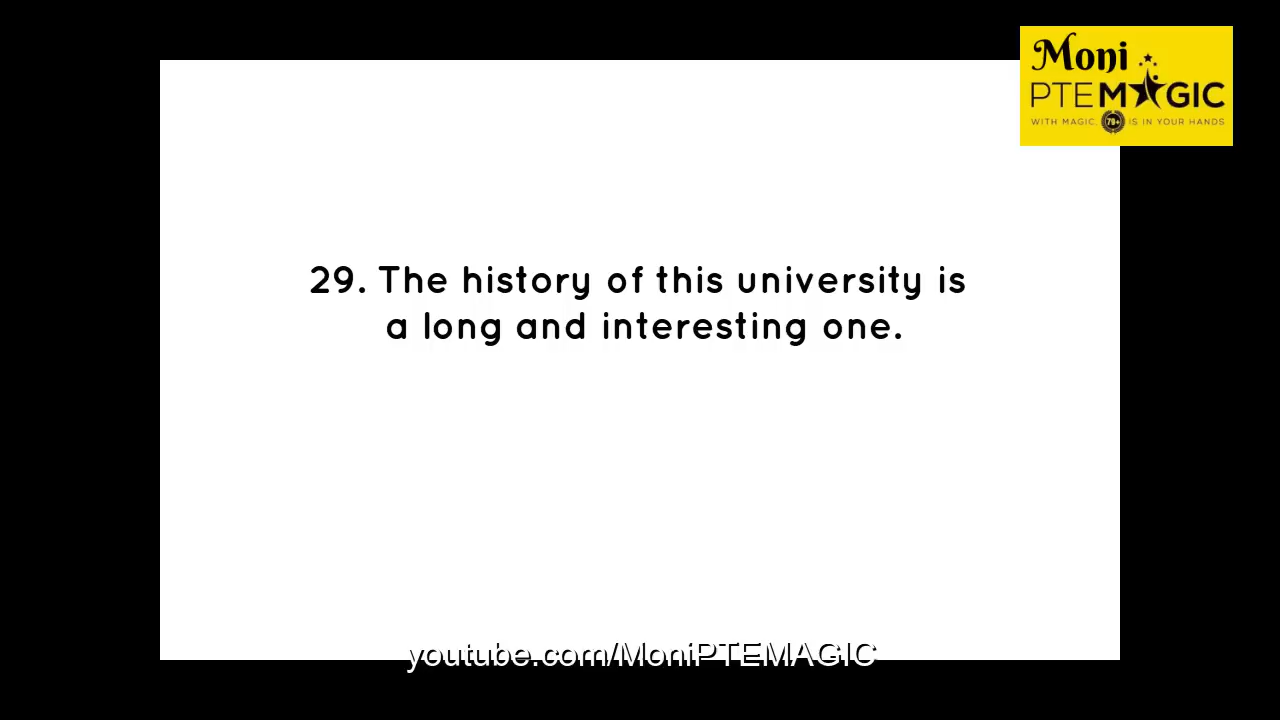 Moni
PTEMAGIC
WITH MAGIC. 79+ IS IN YOUR HANDS
29. The history of this university is
a long and interesting one.
youtube.com/MoniPTEMAGIC